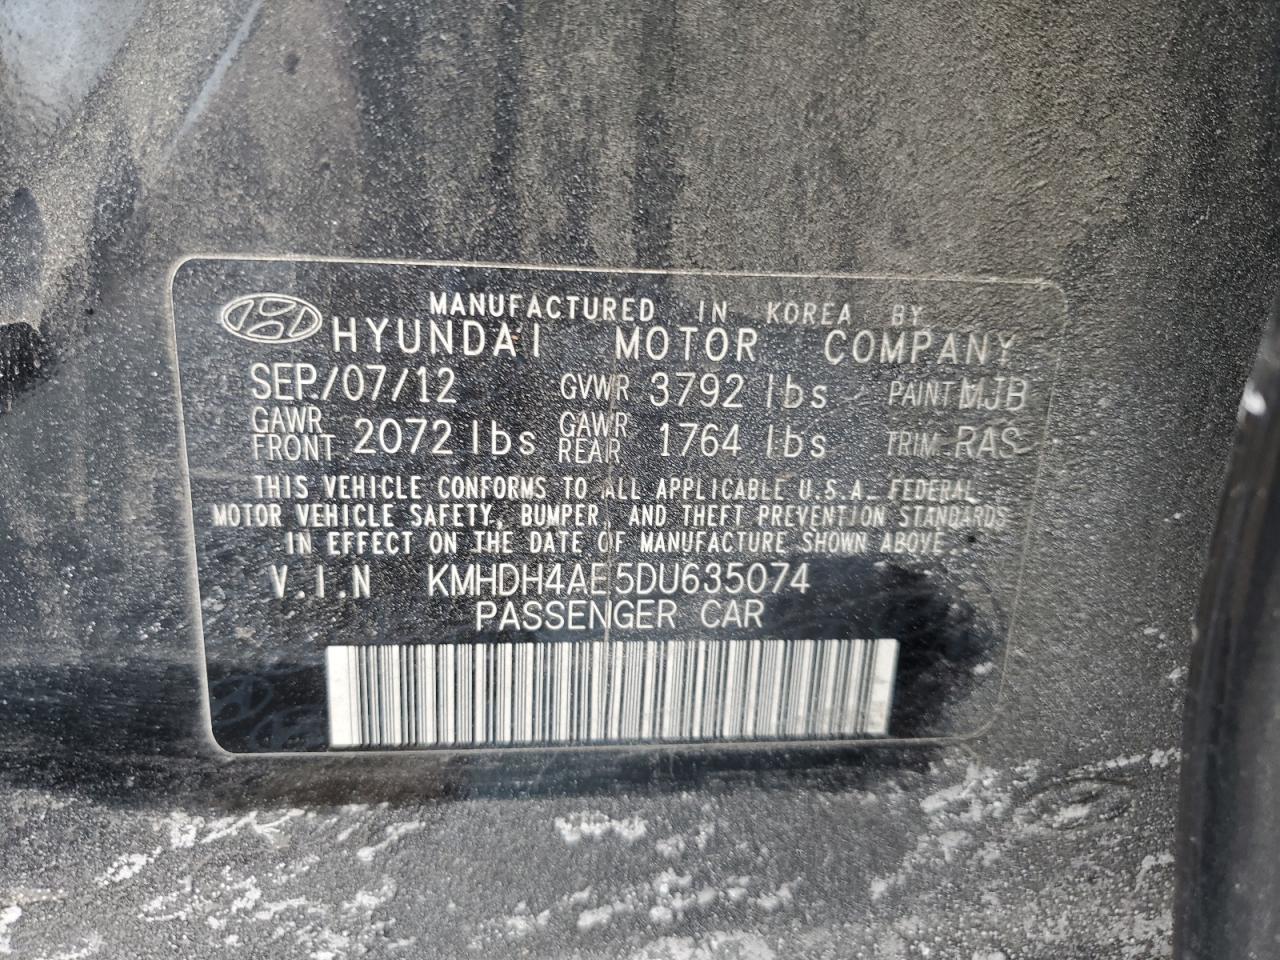 MANUFACTURED IN KOREA BY
HYUNDAI MOTOR COMPANY
SEP/07/12 GVWR 3792 lbs PAINT MJB
GAWR FRONT 2072 lbs GAWR REAR 1764 lbs TRIM RAS
THIS VEHICLE CONFORMS TO ALL APPLICABLE U.S.A. FEDERAL
MOTOR VEHICLE SAFETY, BUMPER, AND THEFT PREVENTION STANDARDS
IN EFFECT ON THE DATE OF MANUFACTURE SHOWN ABOVE.
V.I.N KMHDH4AE5DU635074
PASSENGER CAR